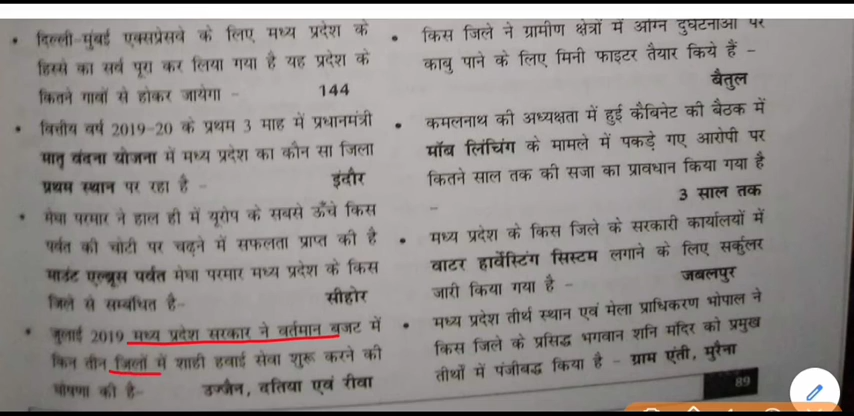 दिल्ली-मुंबई एक्सप्रेसवे के लिए मध्य प्रदेश के
हिस्से का सर्व पूरा कर लिया गया है यह प्रदेश के
कितने गावों से होकर जायेगा - 144
वित्तीय वर्ष 2019-20 के प्रथम 3 माह में प्रधानमंत्री
मातृ वंदना योजना में मध्य प्रदेश का कौन सा जिला
प्रथम स्थान पर रहा है - इंदौर
मेघा परमार ने हाल ही में यूरोप के सबसे ऊँचे किस
पर्वत की चोटी पर चढ़ने में सफलता प्राप्त की है
माउंट एल्ब्रूस पर्वत मेघा परमार मध्य प्रदेश के किस
जिले से सम्बंधित है- सीहोर
जुलाई 2019 मध्य प्रदेश सरकार ने वर्तमान बजट में
किन तीन जिलों में शाही हवाई सेवा शुरू करने की
घोषणा की है- उज्जैन, दतिया एवं रीवा
किस जिले ने ग्रामीण क्षेत्रों में अग्नि दुघटनाओं पर
काबु पाने के लिए मिनी फाइटर तैयार किये हैं -
बैतुल
कमलनाथ की अध्यक्षता में हुई कैबिनेट की बैठक में
मॉब लिंचिंग के मामले में पकड़े गए आरोपी पर
कितने साल तक की सजा का प्रावधान किया गया है
- 3 साल तक
मध्य प्रदेश के किस जिले के सरकारी कार्यालयों में
वाटर हार्वेस्टिंग सिस्टम लगाने के लिए सर्कुलर
जारी किया गया है - जबलपुर
मध्य प्रदेश तीर्थ स्थान एवं मेला प्राधिकरण भोपाल ने
किस जिले के प्रसिद्ध भगवान शनि मंदिर को प्रमुख
तीर्थों में पंजीबद्ध किया है - ग्राम एंती, मुरैना
89